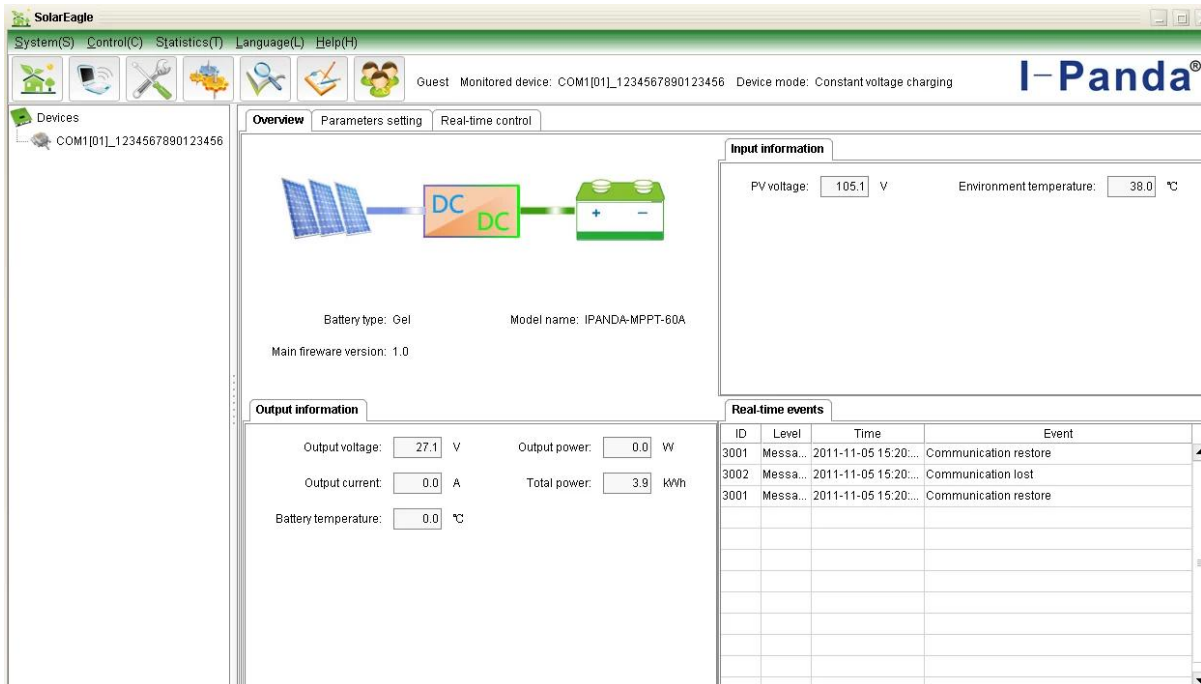 SolarEagle
System(S) Control(C) Statistics(T) Language(L) Help(H)
Guest Monitored device: COM1[01]_1234567890123456 Device mode: Constant voltage charging
I-Panda®
Devices
COM1[01]_1234567890123456
Overview Parameters setting Real-time control
DC
DC
+ −
Battery type: Gel Model name: IPANDA-MPPT-60A
Main fireware version: 1.0
Input information
PV voltage: 105.1 V Environment temperature: 38.0 ℃
Output information
Output voltage: 27.1 V Output power: 0.0 W
Output current: 0.0 A Total power: 3.9 kWh
Battery temperature: 0.0 ℃
Real-time events
ID Level Time Event
3001 Messa... 2011-11-05 15:20:... Communication restore
3002 Messa... 2011-11-05 15:20:... Communication lost
3001 Messa... 2011-11-05 15:20:... Communication restore